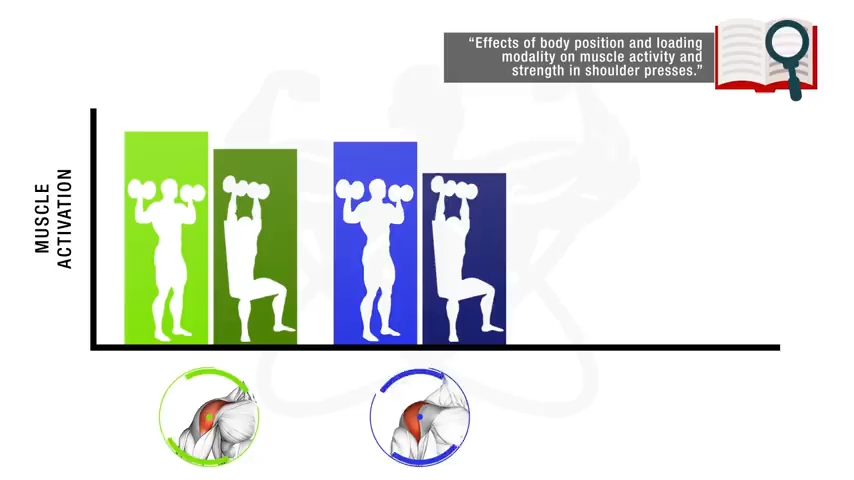 “Effects of body position and loading
modality on muscle activity and
strength in shoulder presses.”
MUSCLE
ACTIVATION